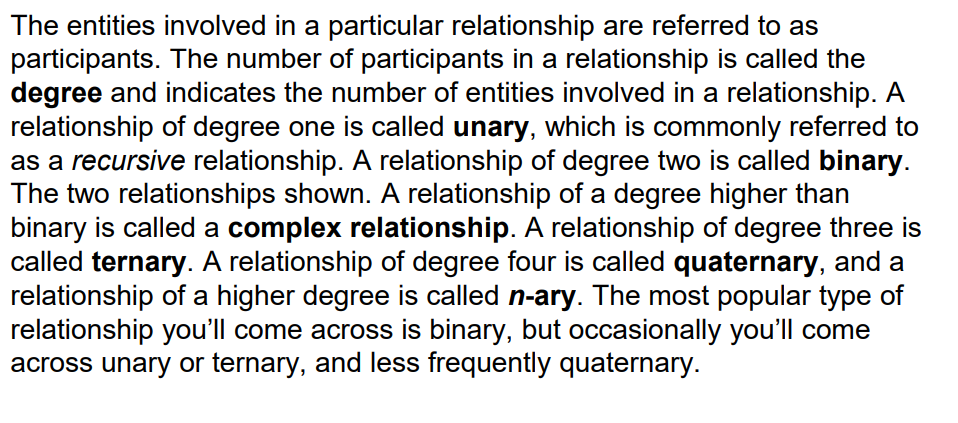 The entities involved in a particular relationship are referred to as
participants. The number of participants in a relationship is called the
degree and indicates the number of entities involved in a relationship. A
relationship of degree one is called unary, which is commonly referred to
as a recursive relationship. A relationship of degree two is called binary.
The two relationships shown. A relationship of a degree higher than
binary is called a complex relationship. A relationship of degree three is
called ternary. A relationship of degree four is called quaternary, and a
relationship of a higher degree is called n-ary. The most popular type of
relationship you’ll come across is binary, but occasionally you’ll come
across unary or ternary, and less frequently quaternary.